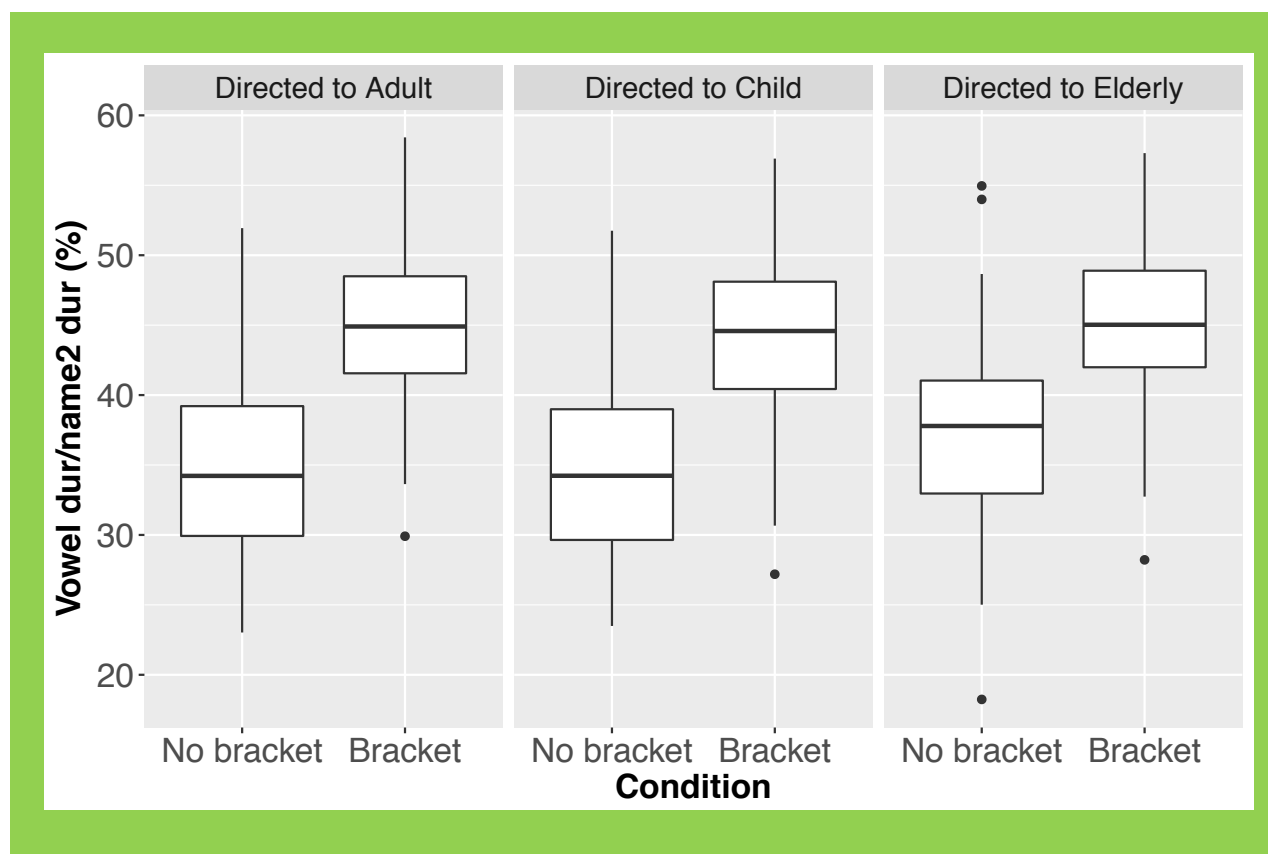 Directed to Adult
Directed to Child
Directed to Elderly
60
50
40
30
20
Vowel dur/name2 dur (%)
No bracket Bracket
No bracket Bracket
No bracket Bracket
Condition